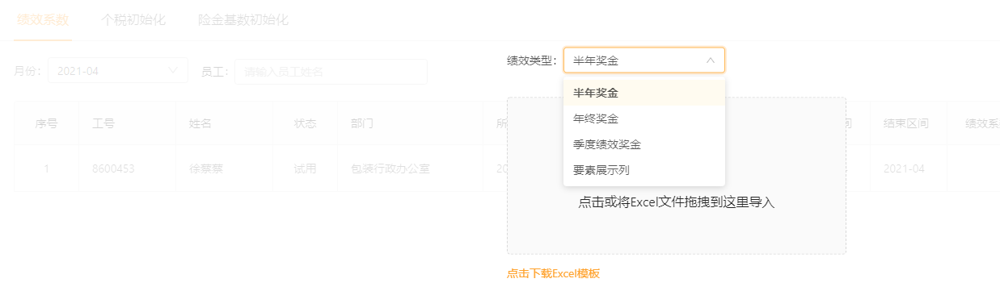 绩效系数 个税初始化 险金基数初始化
月份: 2021-04 员工: 请输入员工姓名 绩效类型: 半年奖金
半年奖金
年终奖金
季度绩效奖金
要素展示列
序号 工号 姓名 状态 部门 所 间 结束区间 绩效系
1 8600453 徐蔡蔡 试用 包装行政办公室 20 2021-04
点击或将Excel文件拖拽到这里导入
点击下载Excel模板